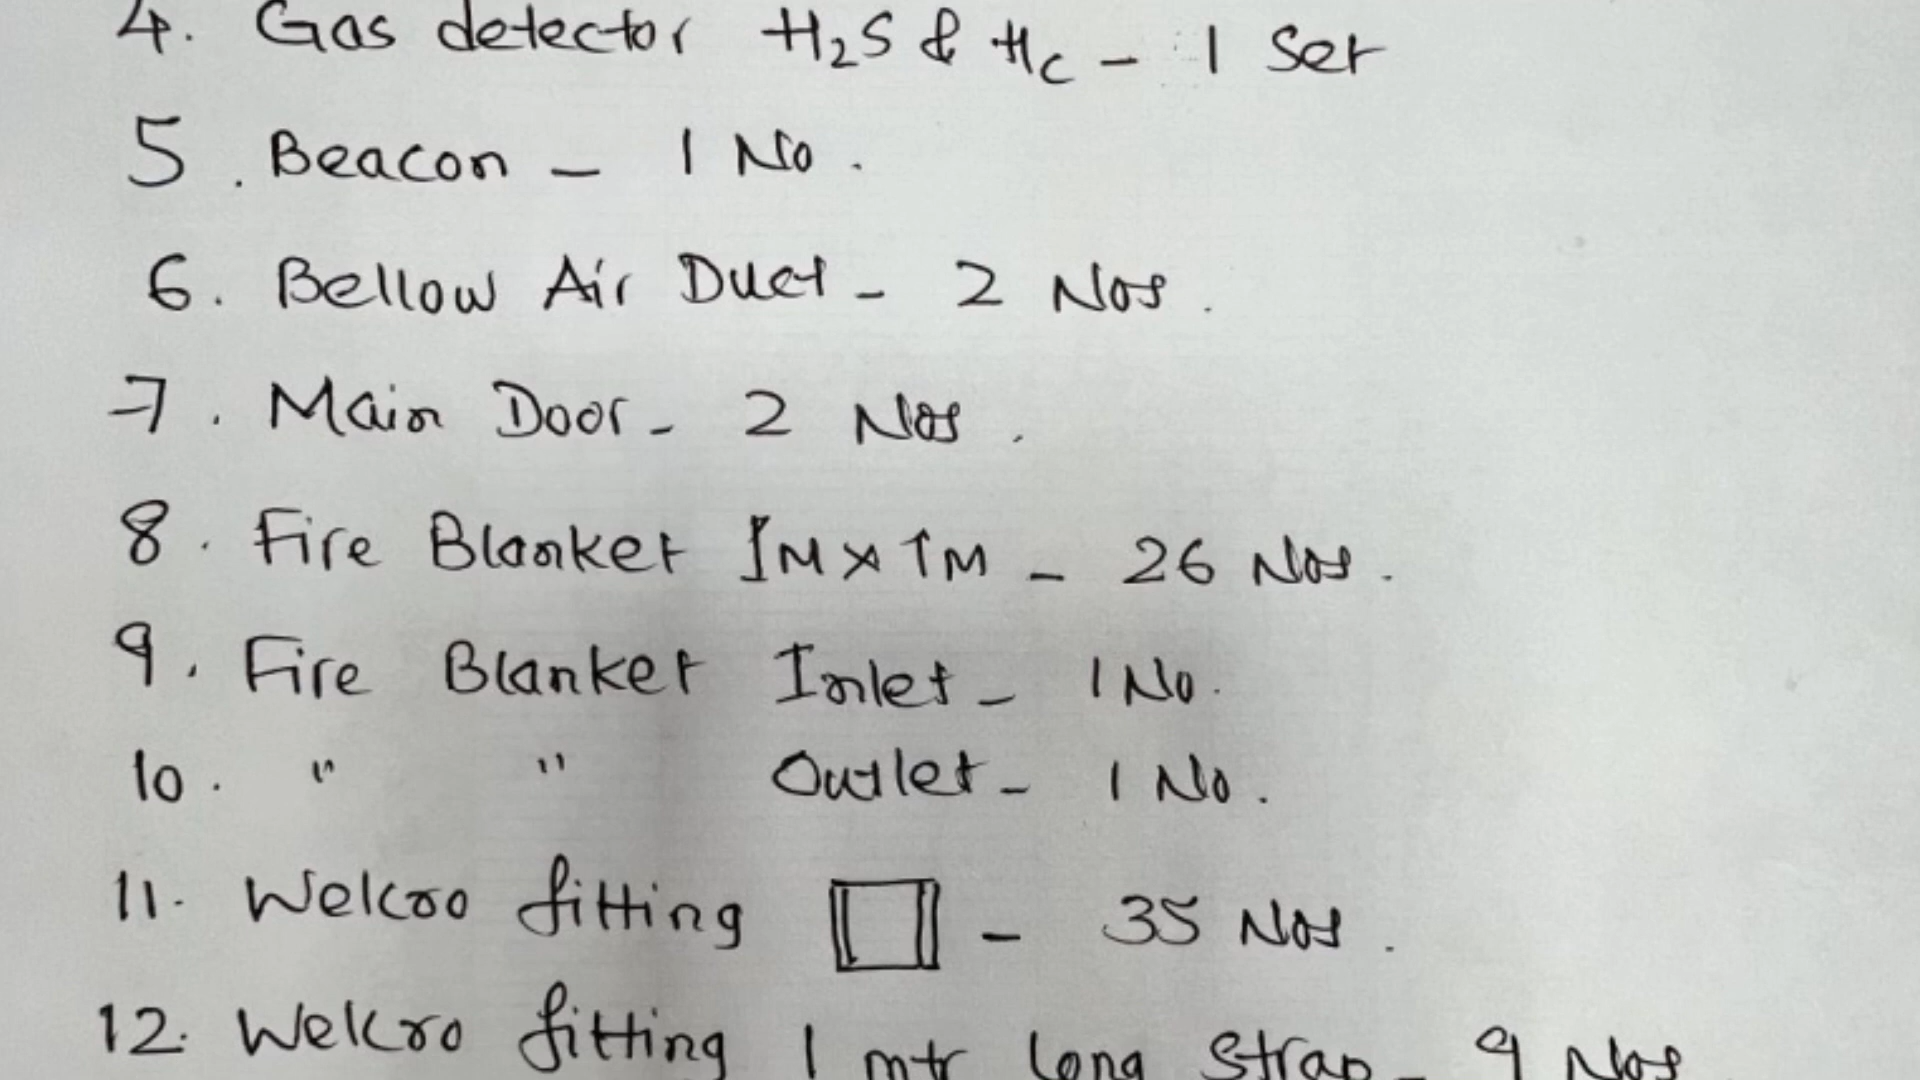 4. Gas detector H₂S & HC - 1 Set
5. Beacon - 1 No.
6. Bellow Air Duct - 2 Nos.
7. Main Door - 2 Nos.
8. Fire Blanket 1M x 1M - 26 Nos.
9. Fire Blanket Inlet - 1 No.
10. " " Outlet - 1 No.
11. Welcro fitting - 35 Nos.
12. Welcro fitting 1 mtr long strap - 9 Nos